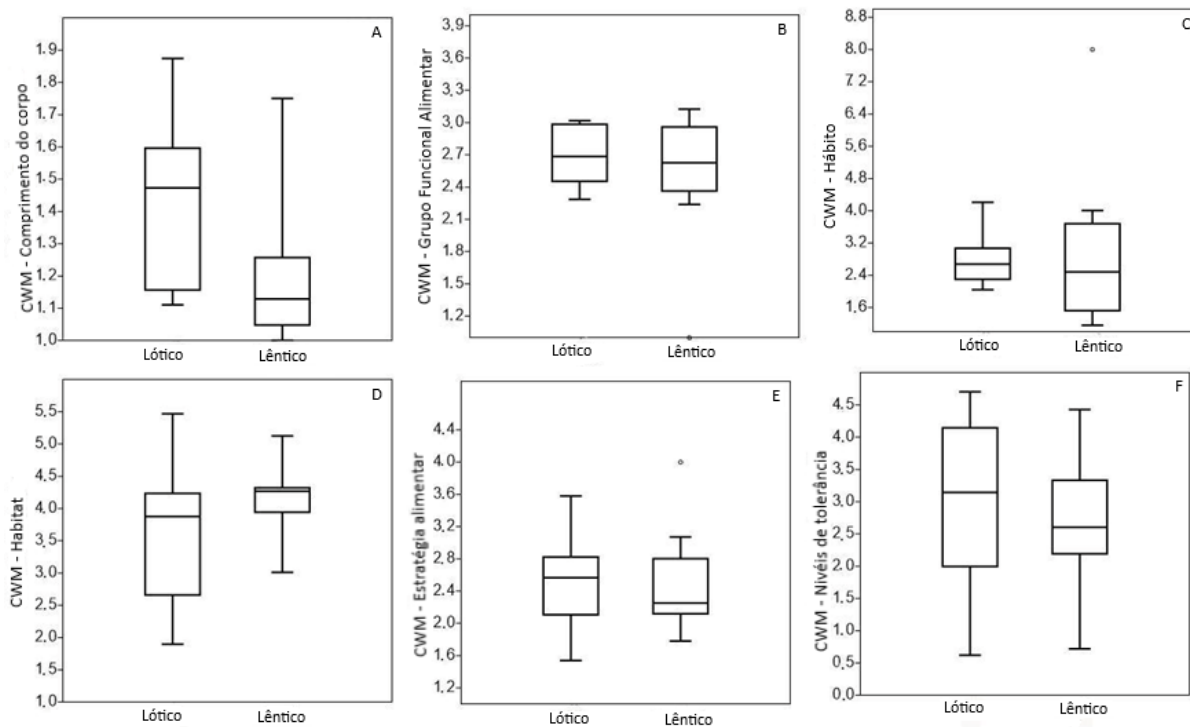 A
CWM - Comprimento do corpo
1.9
1.8
1.7
1.6
1.5
1.4
1.3
1.2
1.1
1.0
Lótico
Lêntico
B
CWM - Grupo Funcional Alimentar
3.9
3.6
3.3
3.0
2.7
2.4
2.1
1.8
1.5
1.2
Lótico
Lêntico
C
CWM - Hábito
8.8
8.0
7.2
6.4
5.6
4.8
4.0
3.2
2.4
1.6
Lótico
Lêntico
D
CWM - Habitat
5.5
5.0
4.5
4.0
3.5
3.0
2.5
2.0
1.5
1.0
Lótico
Lêntico
E
CWM - Estratégia alimentar
4.4
4.0
3.6
3.2
2.8
2.4
2.0
1.6
1.2
Lótico
Lêntico
F
CWM - Nivéis de tolerância
4.5
4.0
3.5
3.0
2.5
2.0
1.5
1.0
0.5
0.0
Lótico
Lêntico